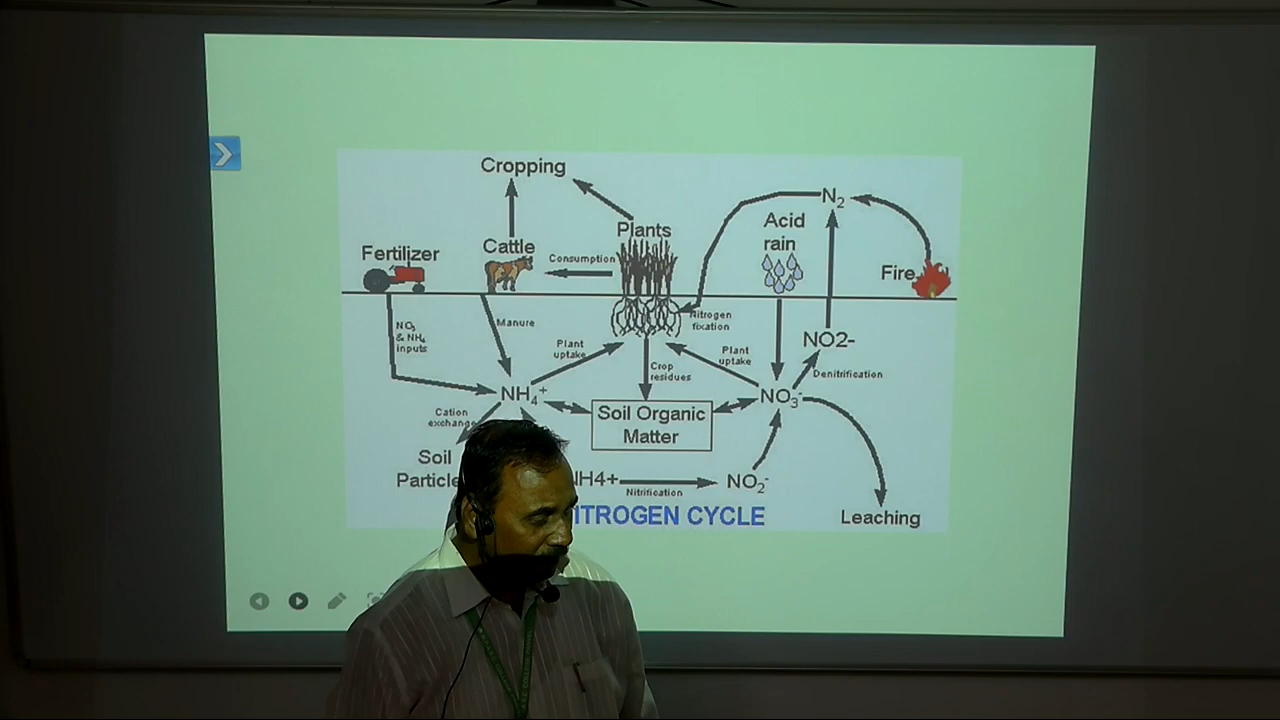 Cropping
N2
Plants
Acid
rain
Fertilizer
Cattle
Consumption
Fire
NO3
& NH4
inputs
Manure
Nitrogen
fixation
Plant
uptake
Plant
uptake
NO2-
Crop
residues
Denitrification
NH4+
NO3-
Cation
exchange
Soil Organic
Matter
Soil
Particle
NH4+
Nitrification
NO2-
ITROGEN CYCLE
Leaching